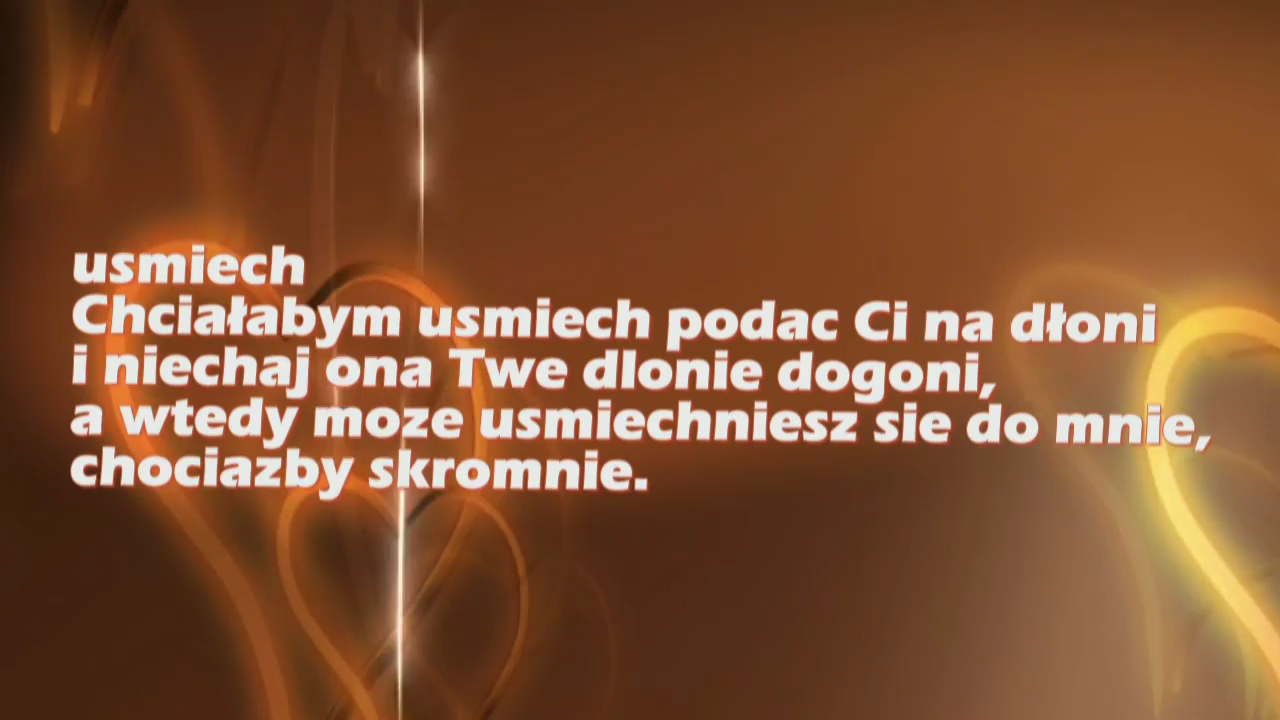 usmiech
Chciałabym usmiech podac Ci na dłoni
i niechaj ona Twe dlonie dogoni,
a wtedy moze usmiechniesz sie do mnie,
chociazby skromnie.